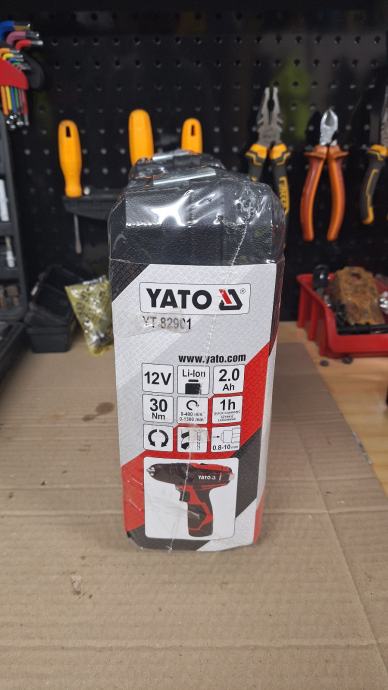 YATO
YT-82901
www.yato.com
12V
Li-Ion
2.0
Ah
30
Nm
1h
0.8-10
YATO